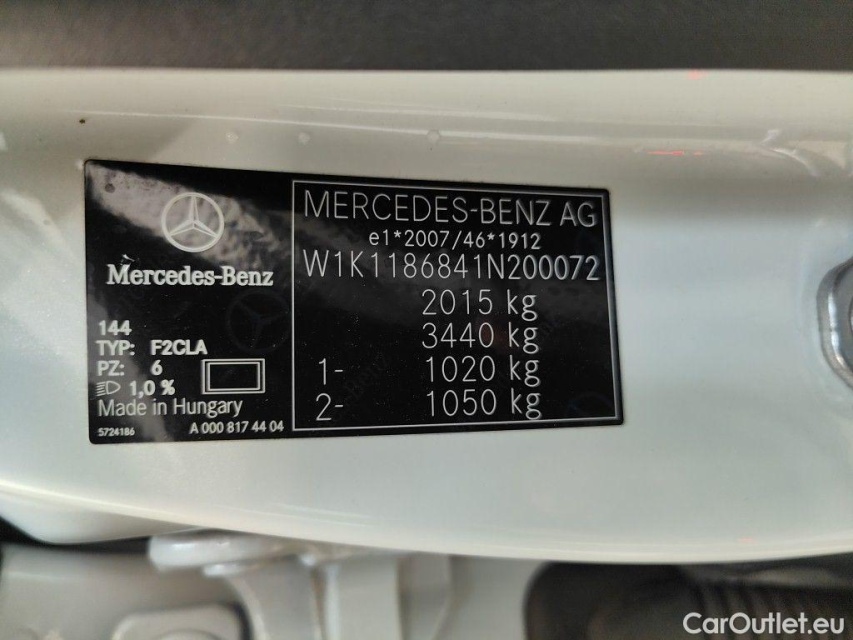 Mercedes-Benz
144
TYP: F2CLA
PZ: 6
1,0 %
Made in Hungary
5724186
A 000 817 44 04
MERCEDES-BENZ AG
e1*2007/46*1912
W1K1186841N200072
2015 kg
3440 kg
1- 1020 kg
2- 1050 kg
CarOutlet.eu